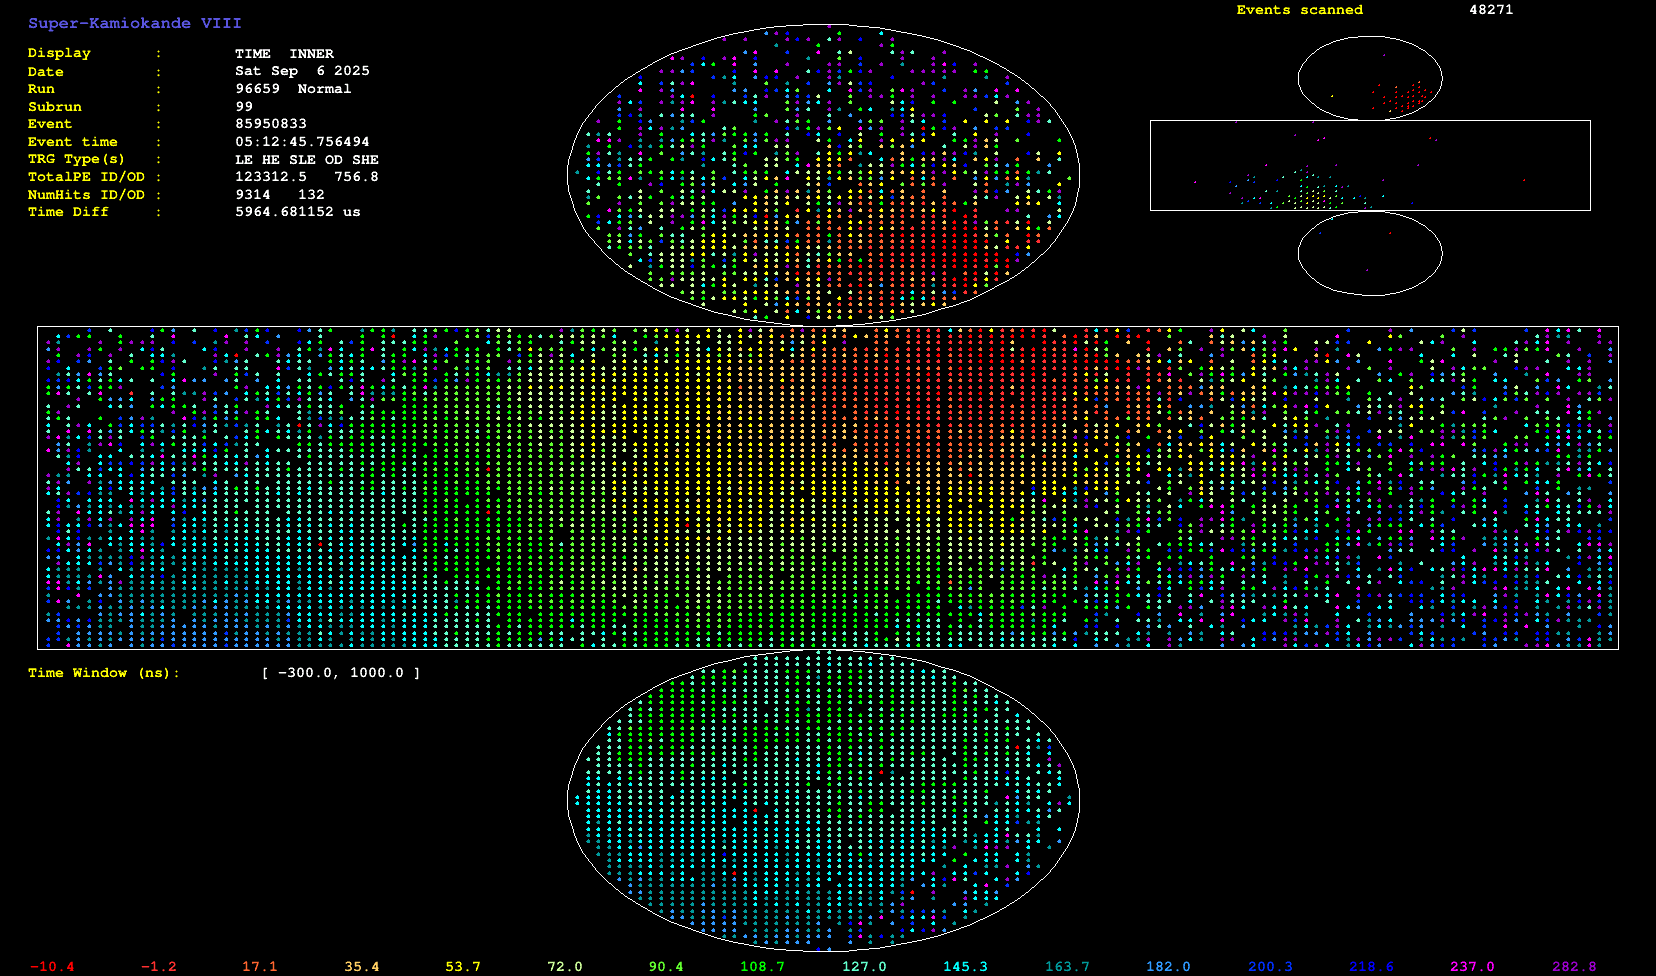 Super-Kamiokande VIII
Events scanned 48271
Display : TIME INNER
Date : Sat Sep 6 2025
Run : 96659 Normal
Subrun : 99
Event : 85950833
Event time : 05:12:45.756494
TRG Type(s) : LE HE SLE OD SHE
TotalPE ID/OD : 123312.5 756.8
NumHits ID/OD : 9314 132
Time Diff : 5964.681152 us
Time Window (ns): [ -300.0, 1000.0 ]
-10.4 -1.2 17.1 35.4 53.7 72.0 90.4 108.7 127.0 145.3 163.7 182.0 200.3 218.6 237.0 282.8